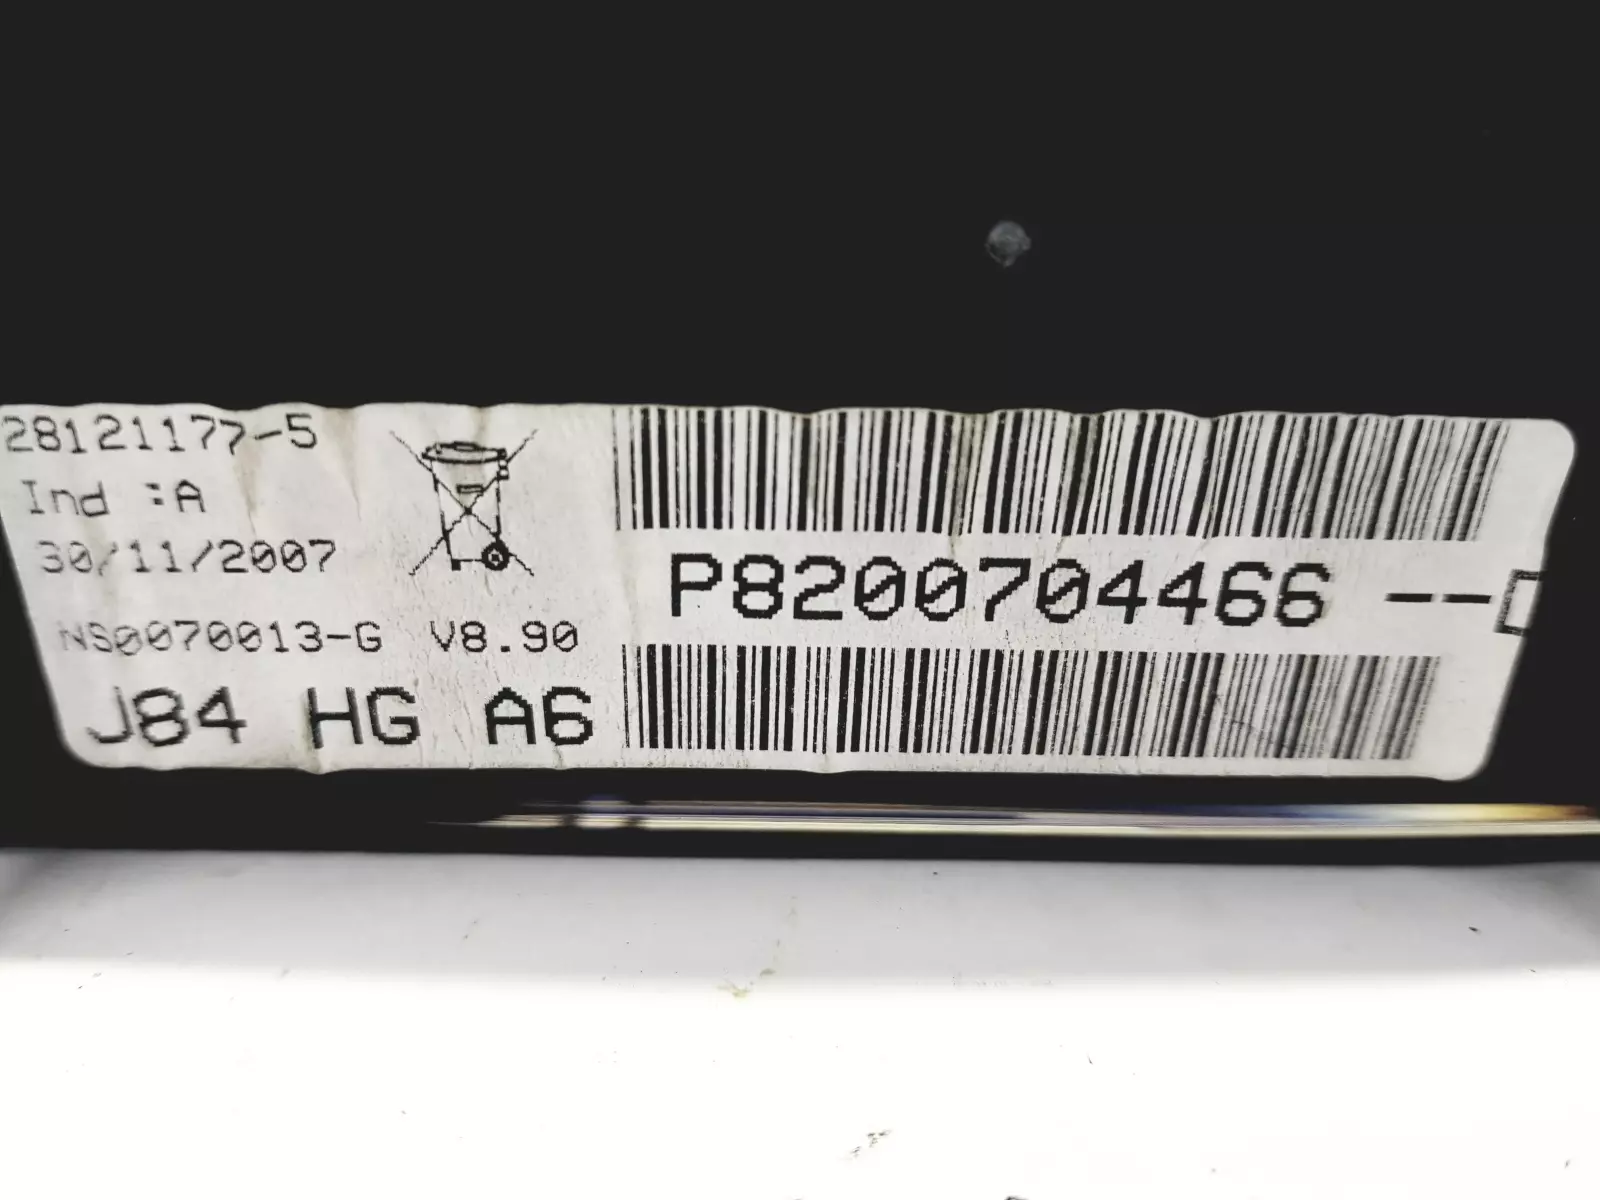 28121177-5
Ind :A
30/11/2007
NS0070013-G V8.90
J84 HG A6
P8200704466 --